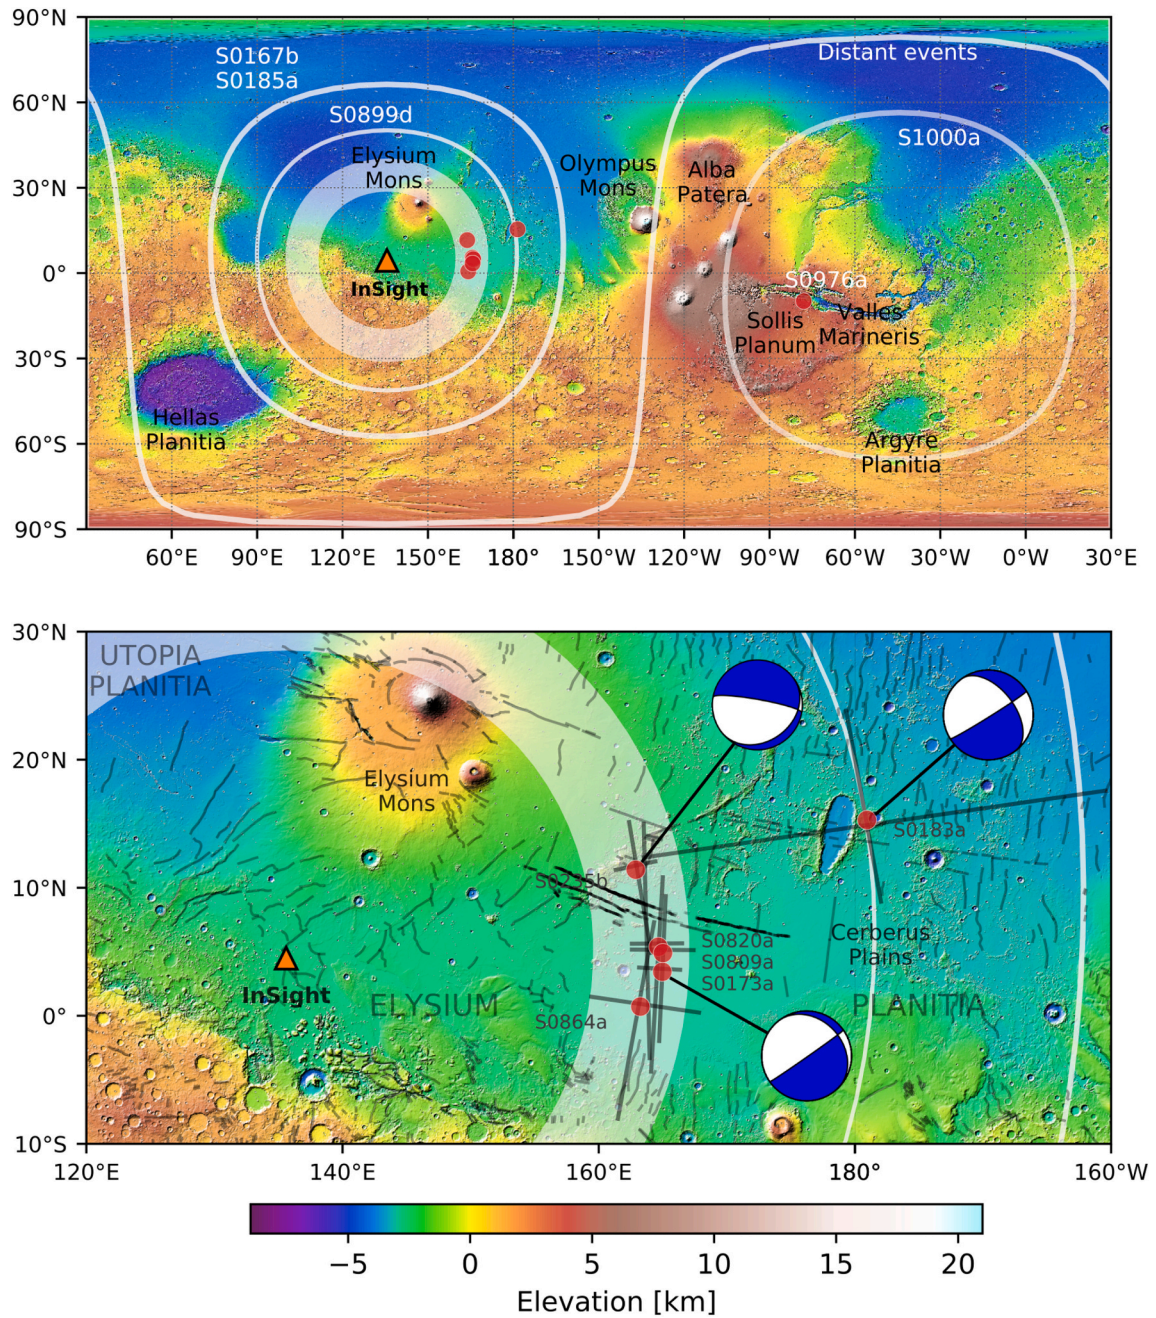 90°N
60°N
30°N
0°
30°S
60°S
90°S
S0167b
S0185a
S0899d
Elysium
Mons
InSight
Hellas
Planitia
Olympus
Mons
Alba
Patera
Distant events
S1000a
S0976a
Sollis
Planum
Valles
Marineris
Argyre
Planitia
60°E
90°E
120°E
150°E
180°
150°W
120°W
90°W
60°W
30°W
0°W
30°E
30°N
20°N
10°N
0°
10°S
UTOPIA
PLANITIA
Elysium
Mons
InSight
ELYSIUM
S0235b
S0183a
S0820a
S0809a
S0173a
S0864a
Cerberus
Plains
PLANITIA
120°E
140°E
160°E
180°
160°W
−5
0
5
10
15
20
Elevation [km]